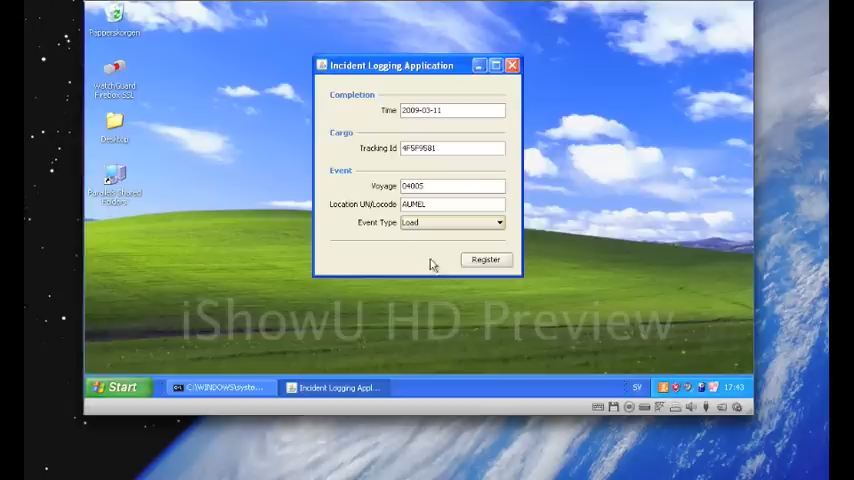 Papperskorgen
WatchGuard
Firebox SSL
Desktop
Parallels Shared
Folders
Incident Logging Application
Completion
Time 2009-03-11
Cargo
Tracking Id 4F5F9581
Event
Voyage 04005
Location UN/Locode AUMEL
Event Type Load
Register
iShowU HD Preview
Start
C:\WINDOWS\syste...
Incident Logging Appl...
SV
17:43